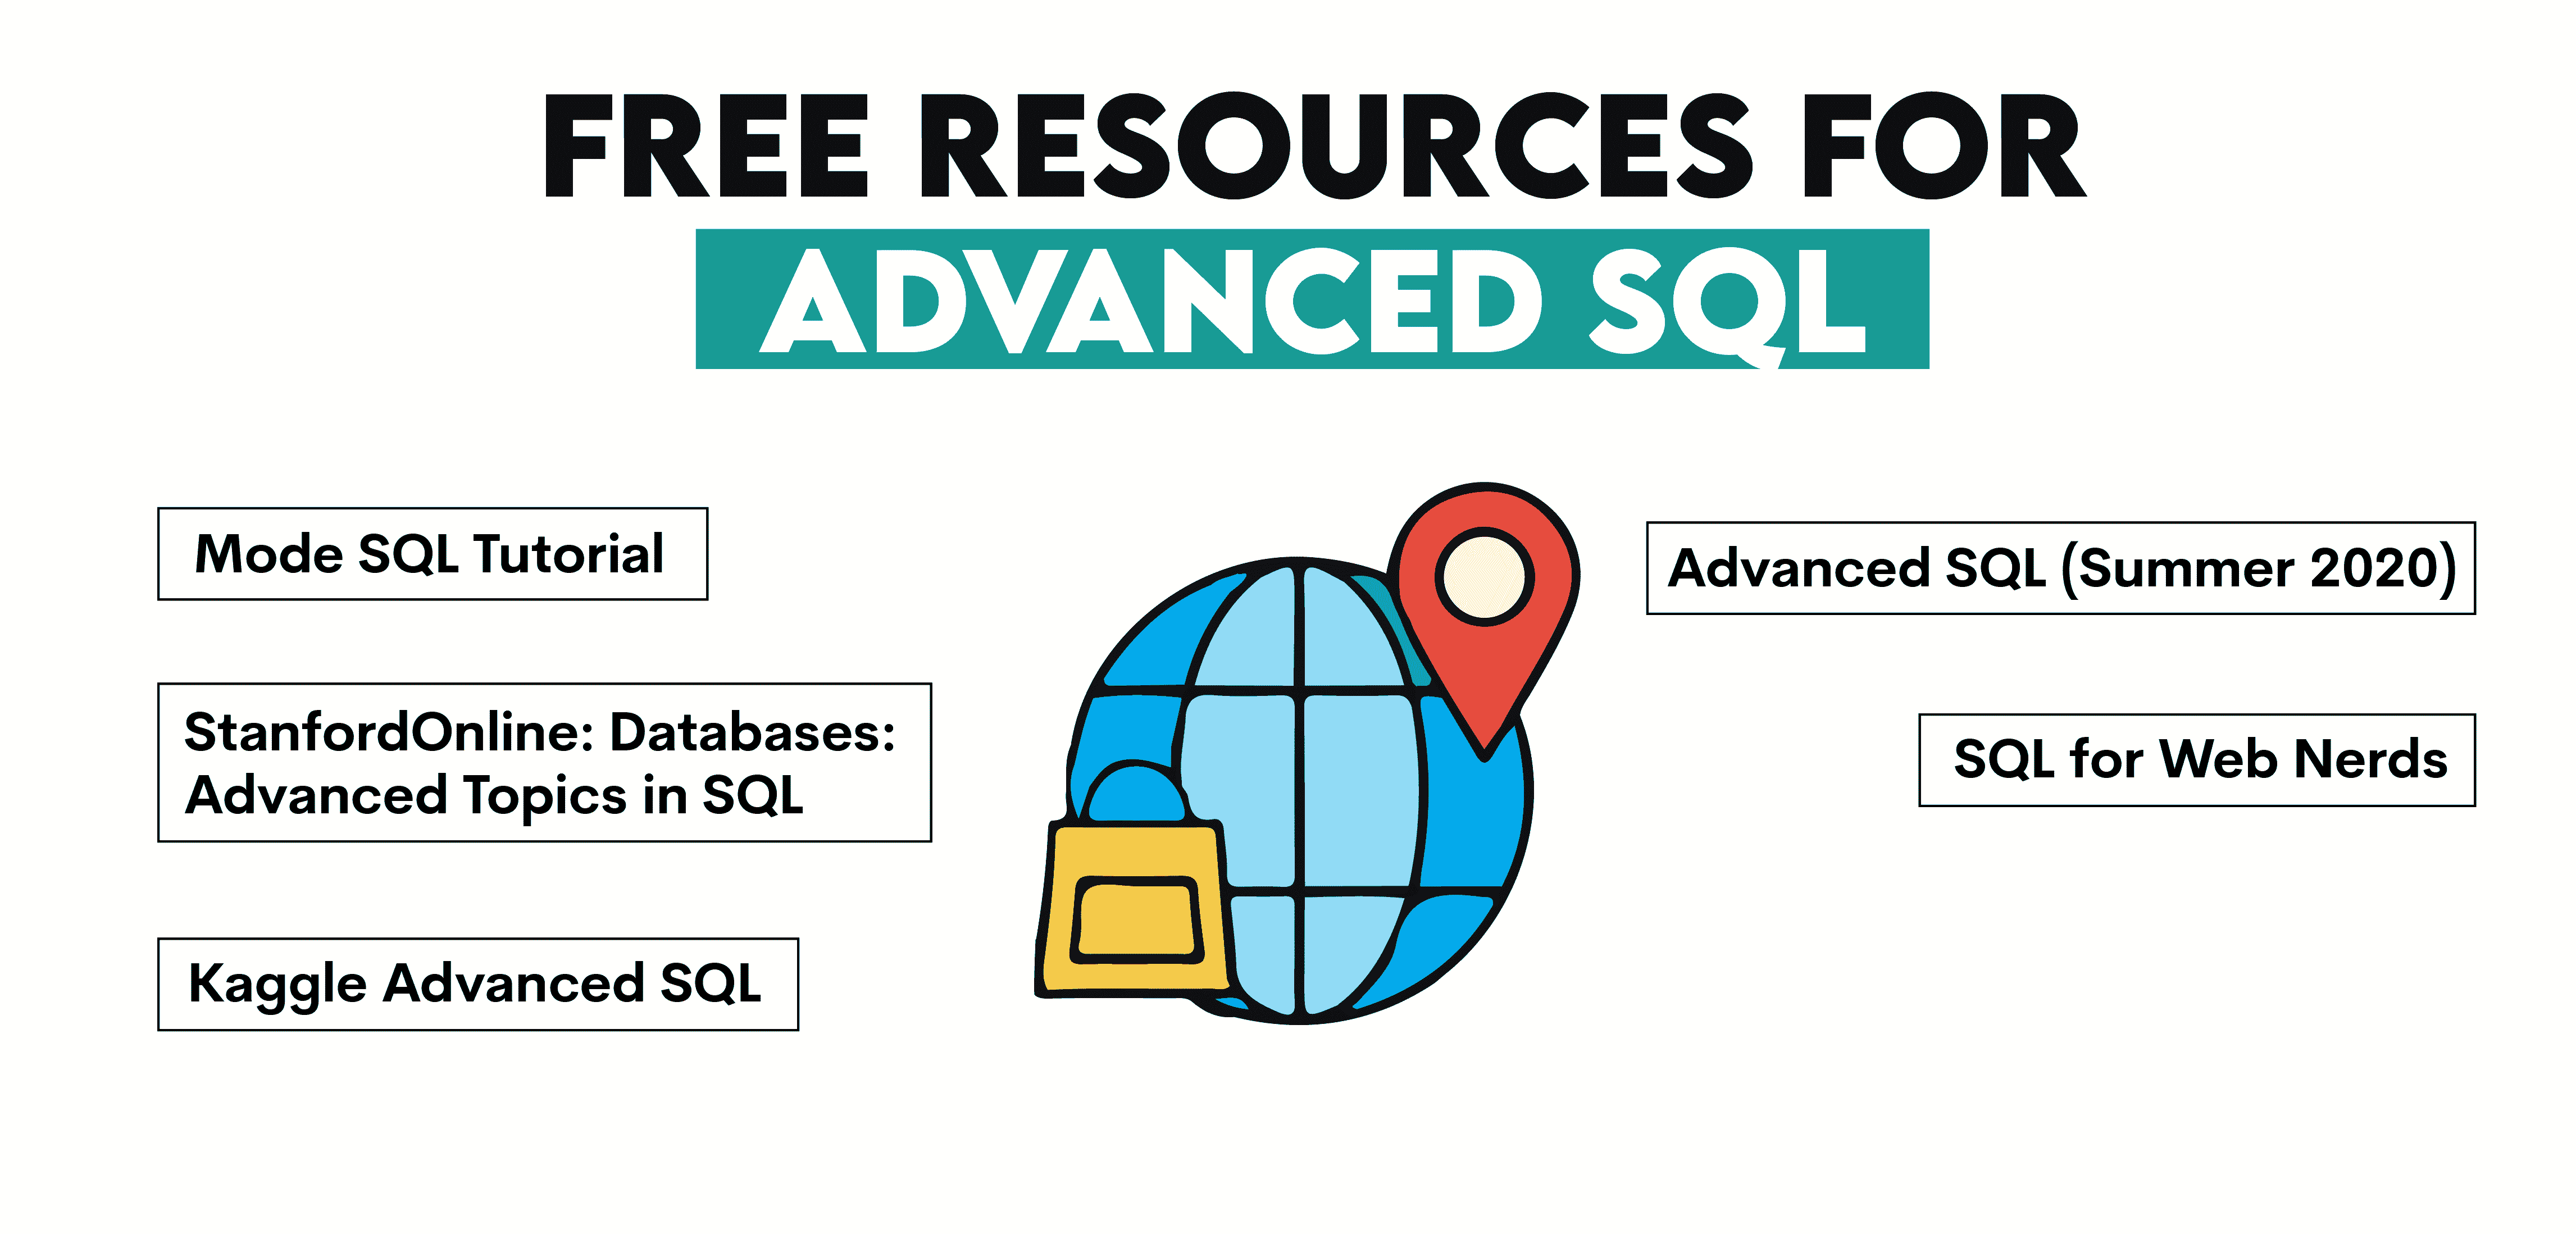 FREE RESOURCES FOR
ADVANCED SQL
Mode SQL Tutorial
StanfordOnline: Databases:
Advanced Topics in SQL
Kaggle Advanced SQL
Advanced SQL (Summer 2020)
SQL for Web Nerds